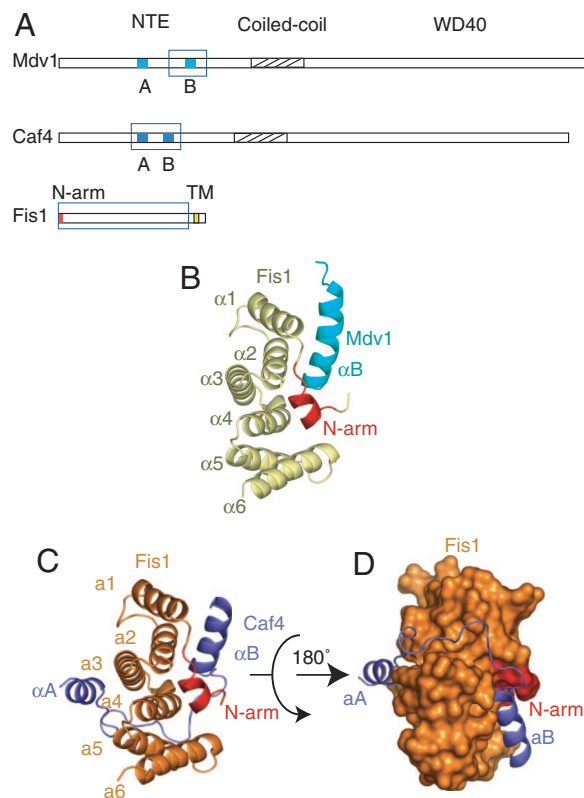 A
NTE
Coiled-coil
WD40
Mdv1
A
B
Caf4
A
B
N-arm
TM
Fis1
B
Fis1
α1
α2
Mdv1
αB
α3
α4
N-arm
α5
α6
C
Fis1
a1
Caf4
αB
a2
a3
αA
a4
N-arm
a5
a6
180°
D
Fis1
aA
N-arm
aB